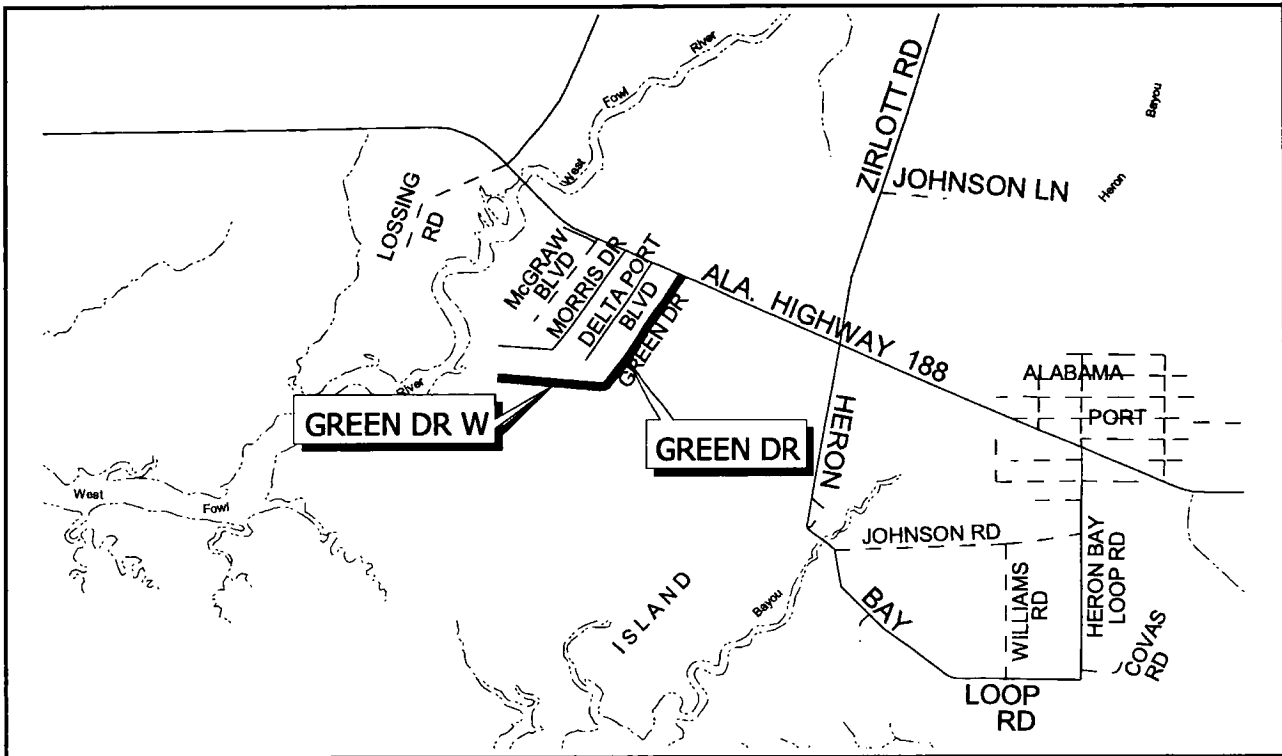 River
Fowl
West
Bayou
Heron
ZIRLOTT RD
JOHNSON LN
LOSSING
RD
McGRAW
BLVD
MORRIS DR
DELTA PORT
BLVD
GREEN DR
ALA. HIGHWAY 188
ALABAMA
PORT
River
GREEN DR W
GREEN DR
HERON
West
Fowl
JOHNSON RD
WILLIAMS
RD
HERON BAY
LOOP RD
COVAS
RD
ISLAND
Bayou
BAY
LOOP
RD